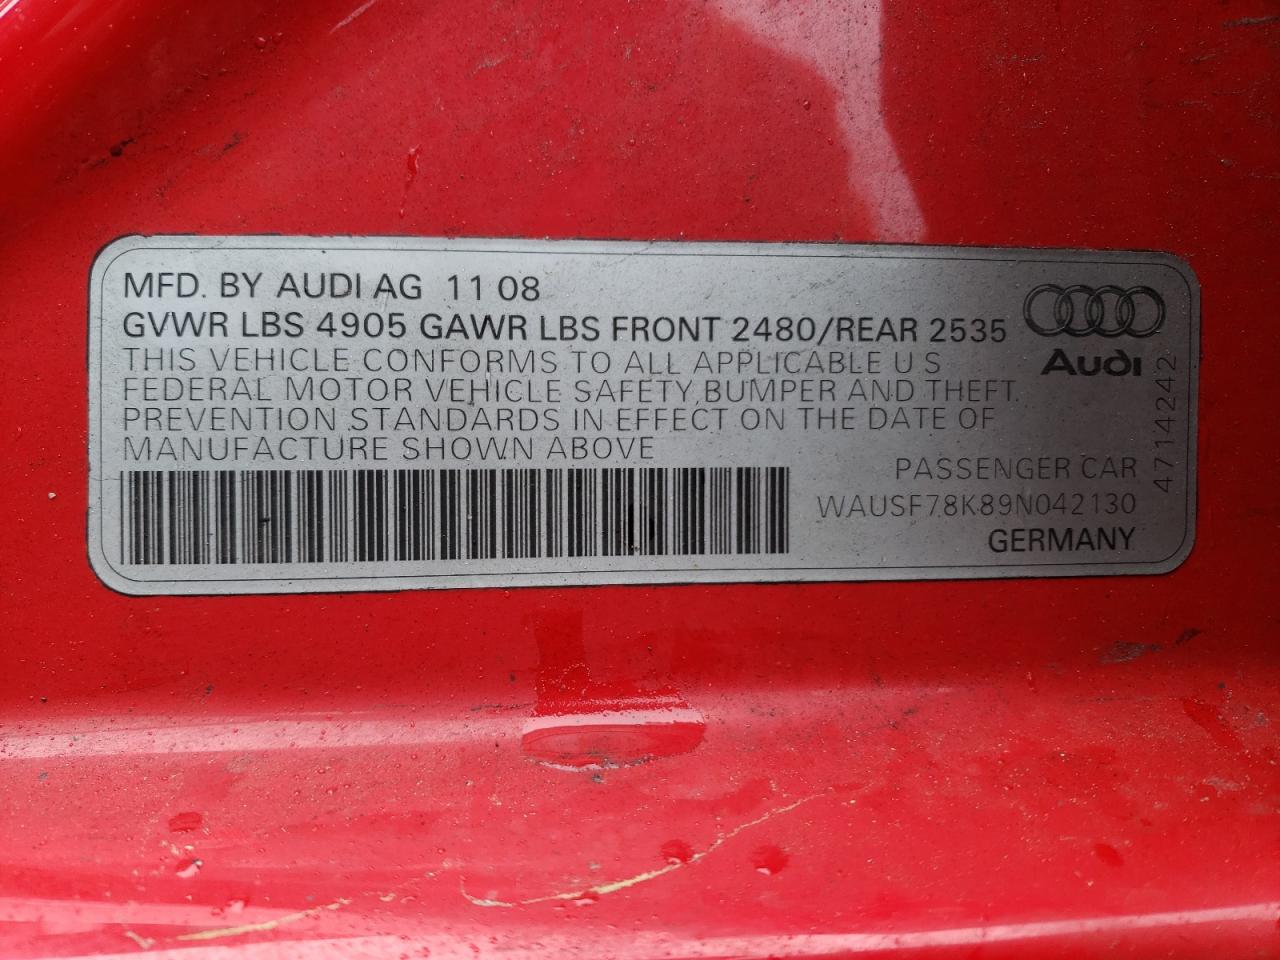 MFD. BY AUDI AG 11 08
GVWR LBS 4905 GAWR LBS FRONT 2480/REAR 2535
THIS VEHICLE CONFORMS TO ALL APPLICABLE U S
FEDERAL MOTOR VEHICLE SAFETY, BUMPER AND THEFT
PREVENTION STANDARDS IN EFFECT ON THE DATE OF
MANUFACTURE SHOWN ABOVE
Audi
4714242
PASSENGER CAR
WAUSF78K89N042130
GERMANY